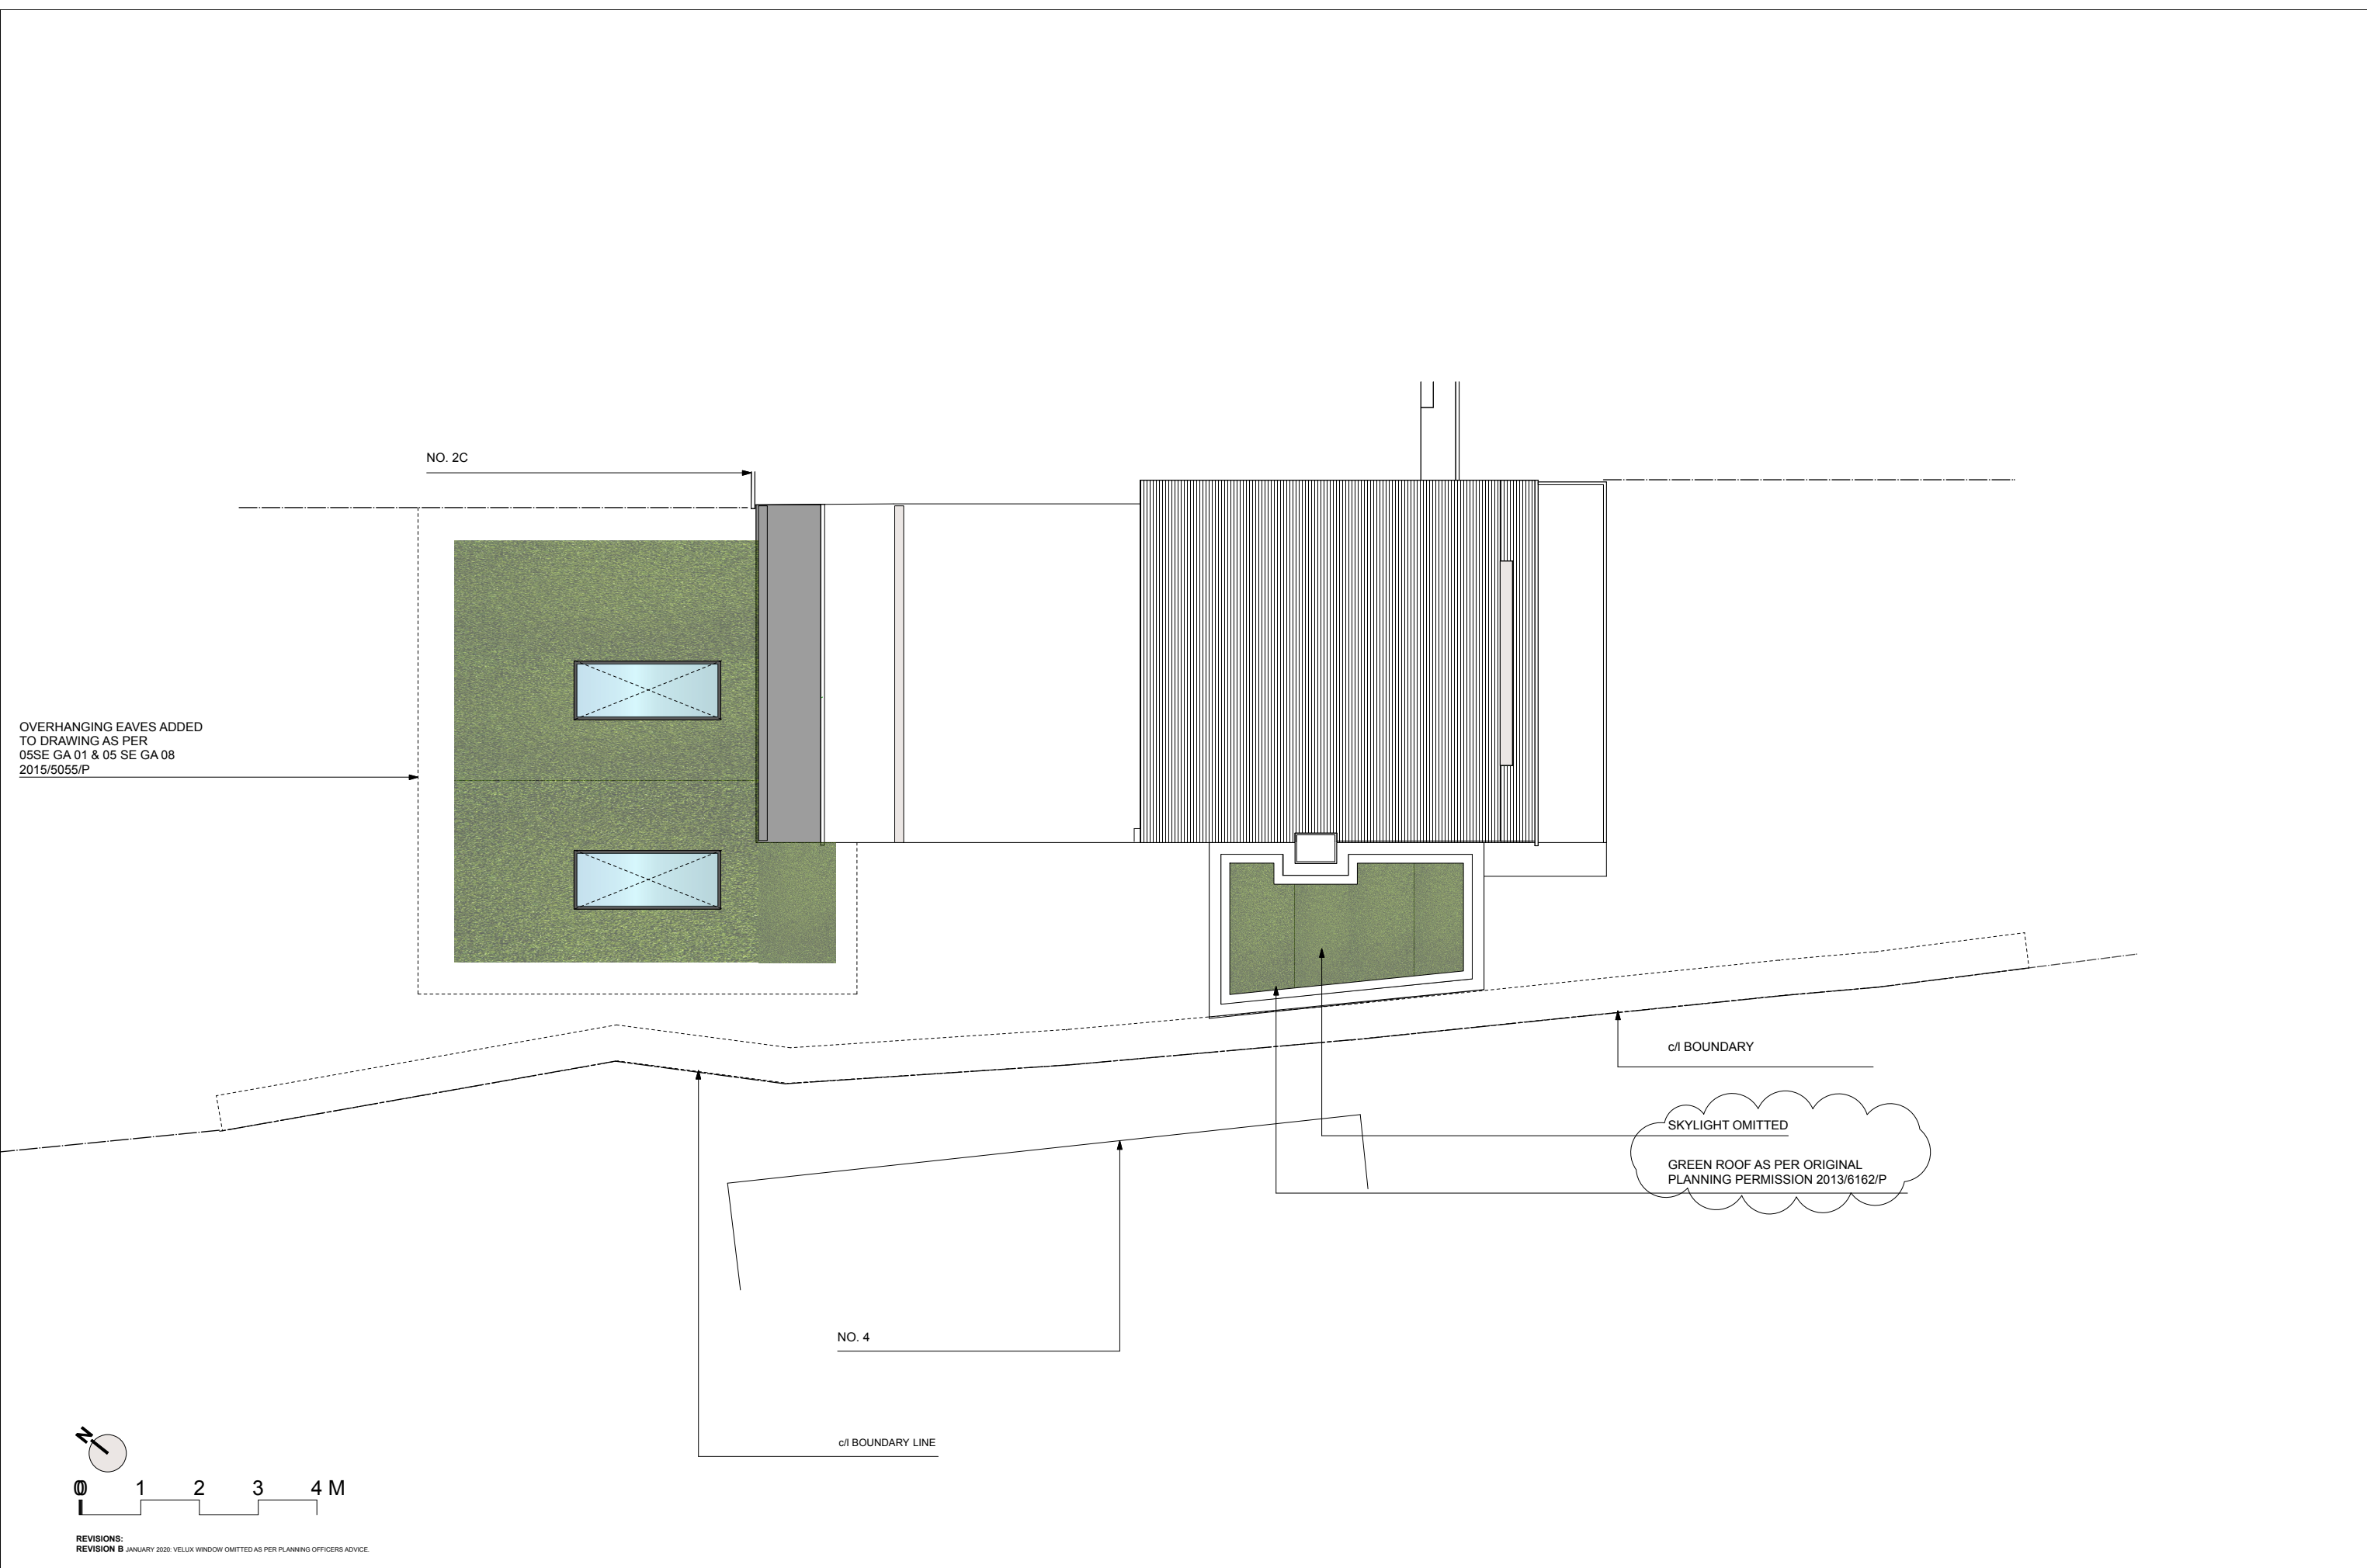 NO. 2C
OVERHANGING EAVES ADDED
TO DRAWING AS PER
05SE GA 01 & 05 SE GA 08
2015/5055/P
c/l BOUNDARY
SKYLIGHT OMITTED
GREEN ROOF AS PER ORIGINAL
PLANNING PERMISSION 2013/6162/P
NO. 4
c/l BOUNDARY LINE
N
0 1 2 3 4 M
REVISIONS:
REVISION B JANUARY 2020: VELUX WINDOW OMITTED AS PER PLANNING OFFICERS ADVICE.